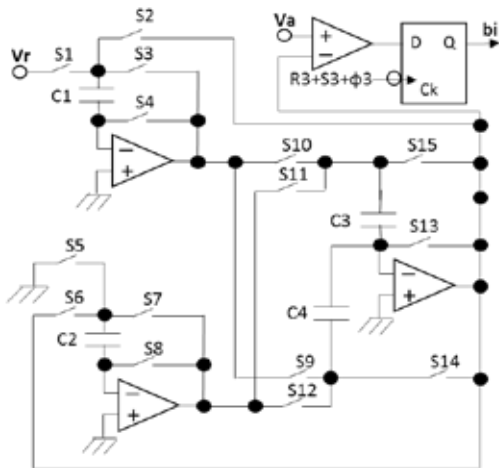 S2
Va
bi
+
−
D
Q
S1
S3
Vr
R3+S3+ϕ3
Ck
C1
S4
−
+
S10
S15
S11
S5
C3
S13
S6
S7
−
+
C2
C4
S8
S9
S14
−
+
S12